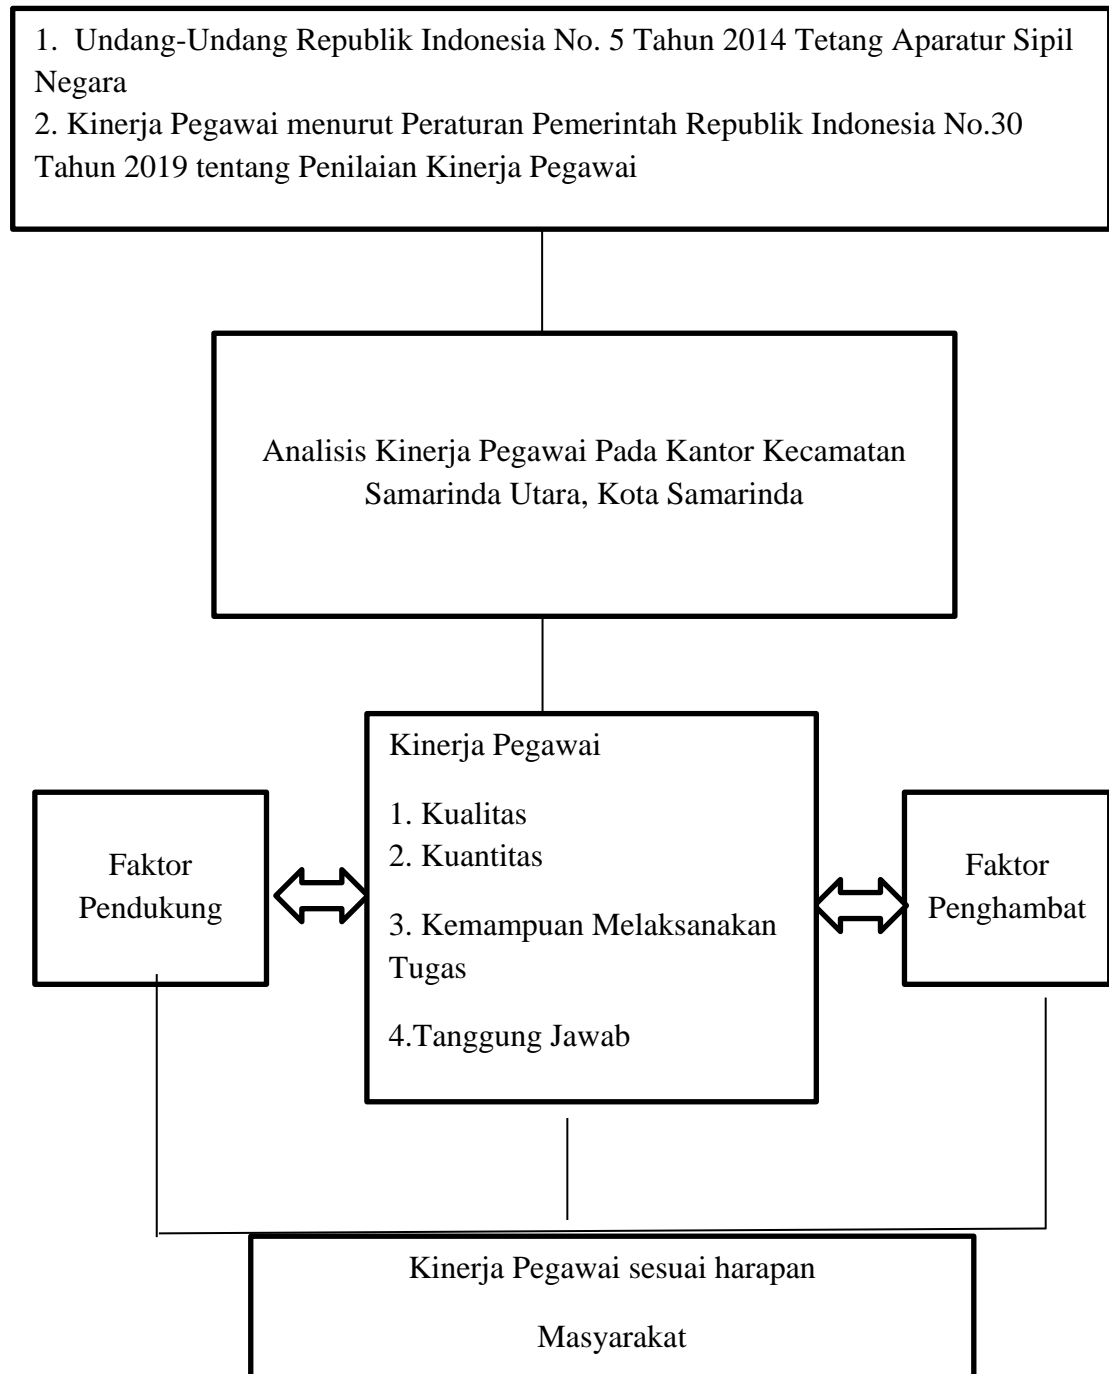 1. Undang-Undang Republik Indonesia No. 5 Tahun 2014 Tetang Aparatur Sipil
Negara
2. Kinerja Pegawai menurut Peraturan Pemerintah Republik Indonesia No.30
Tahun 2019 tentang Penilaian Kinerja Pegawai
Analisis Kinerja Pegawai Pada Kantor Kecamatan
Samarinda Utara, Kota Samarinda
Kinerja Pegawai
1. Kualitas
2. Kuantitas
3. Kemampuan Melaksanakan
Tugas
4.Tanggung Jawab
Faktor
Pendukung
Faktor
Penghambat
Kinerja Pegawai sesuai harapan
Masyarakat